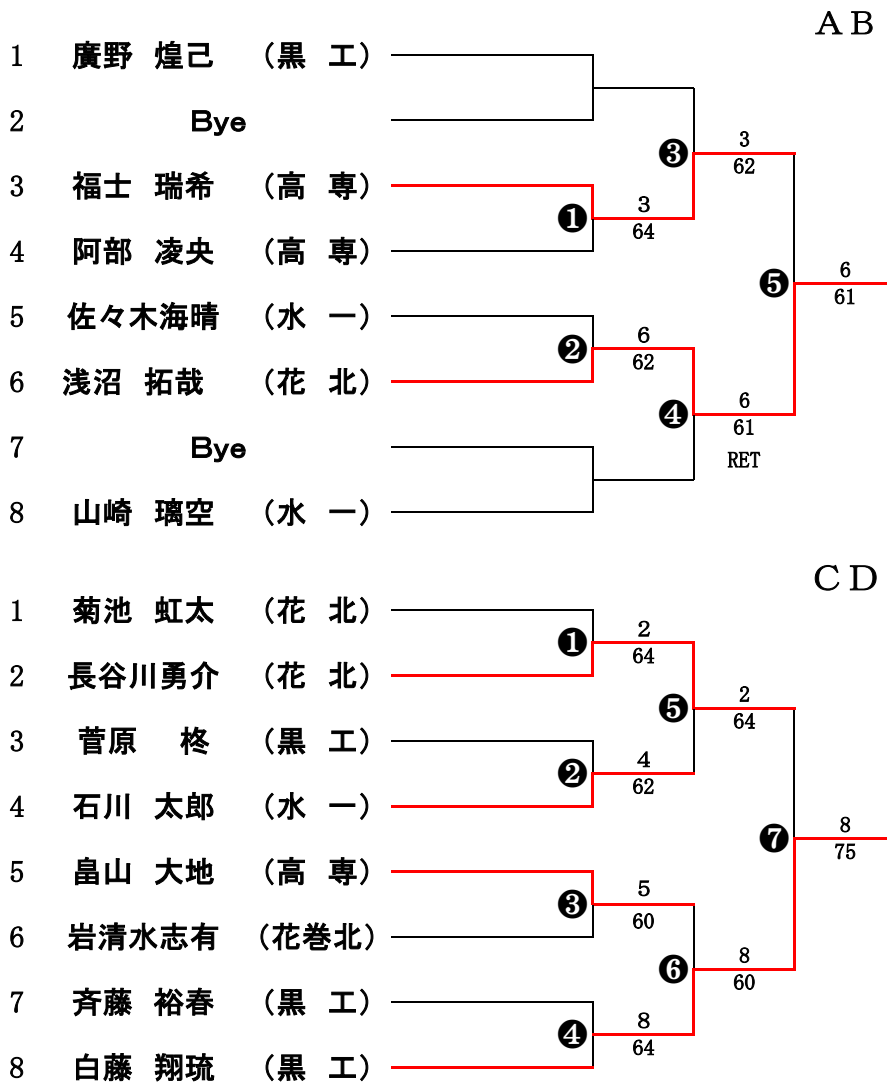 AB
1 廣野 煌己 （黒 工）
2 Bye
❸ 3
62
3 福士 瑞希 （高 専）
❶ 3
64
4 阿部 凌央 （高 専）
❺ 6
61
5 佐々木海晴 （水 一）
❷ 6
62
6 浅沼 拓哉 （花 北）
❹ 6
61
RET
7 Bye
8 山崎 璃空 （水 一）
CD
1 菊池 虹太 （花 北）
❶ 2
64
2 長谷川勇介 （花 北）
❺ 2
64
3 菅原 柊 （黒 工）
❷ 4
62
4 石川 太郎 （水 一）
❼ 8
75
5 畠山 大地 （高 専）
❸ 5
60
6 岩清水志有 （花巻北）
❻ 8
60
7 斉藤 裕春 （黒 工）
❹ 8
64
8 白藤 翔琉 （黒 工）